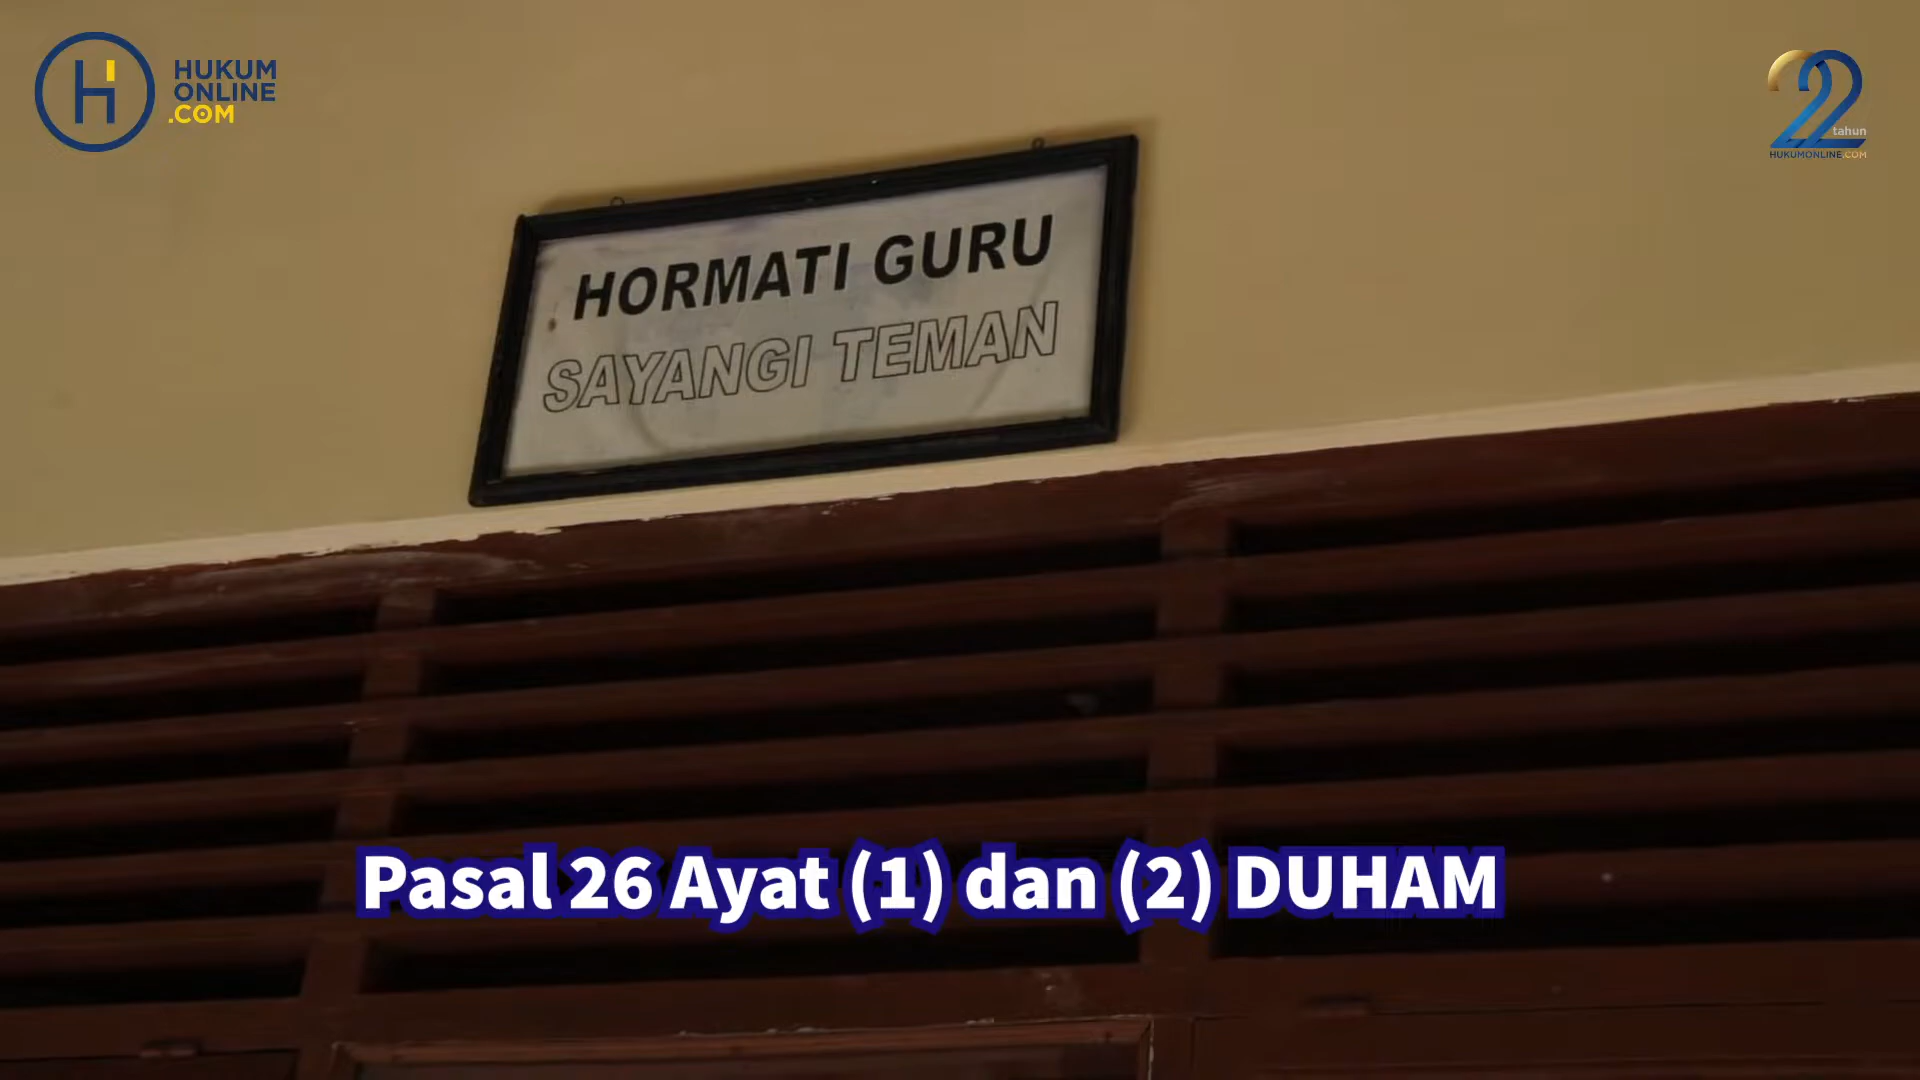 HUKUM
ONLINE
.COM
22
tahun
HUKUMONLINE.COM
HORMATI GURU
SAYANGI TEMAN
Pasal 26 Ayat (1) dan (2) DUHAM